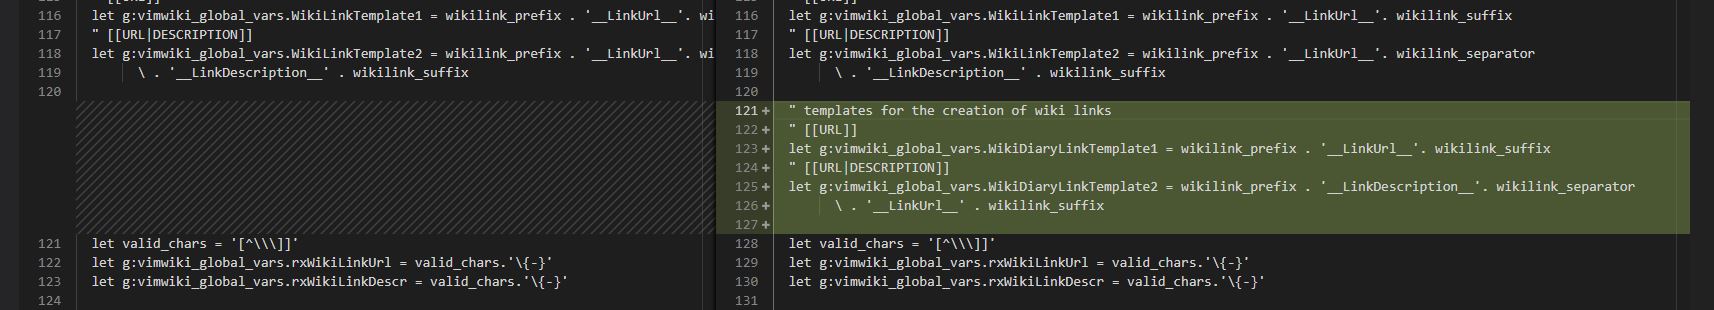 116 let g:vimwiki_global_vars.WikiLinkTemplate1 = wikilink_prefix . '__LinkUrl__'. wi
117 " [[URL|DESCRIPTION]]
118 let g:vimwiki_global_vars.WikiLinkTemplate2 = wikilink_prefix . '__LinkUrl__' . wi
119 \ . '__LinkDescription__' . wikilink_suffix
120
121 let valid_chars = '[^\\\]]'
122 let g:vimwiki_global_vars.rxWikiLinkUrl = valid_chars.'\{-}'
123 let g:vimwiki_global_vars.rxWikiLinkDescr = valid_chars.'\{-}'
124
116 let g:vimwiki_global_vars.WikiLinkTemplate1 = wikilink_prefix . '__LinkUrl__'. wikilink_suffix
117 " [[URL|DESCRIPTION]]
118 let g:vimwiki_global_vars.WikiLinkTemplate2 = wikilink_prefix . '__LinkUrl__' . wikilink_separator
119 \ . '__LinkDescription__' . wikilink_suffix
120
121+ " templates for the creation of wiki links
122+ " [[URL]]
123+ let g:vimwiki_global_vars.WikiDiaryLinkTemplate1 = wikilink_prefix . '__LinkUrl__'. wikilink_suffix
124+ " [[URL|DESCRIPTION]]
125+ let g:vimwiki_global_vars.WikiDiaryLinkTemplate2 = wikilink_prefix . '__LinkDescription__'. wikilink_separator
126+ \ . '__LinkUrl__' . wikilink_suffix
127+
128 let valid_chars = '[^\\\]]'
129 let g:vimwiki_global_vars.rxWikiLinkUrl = valid_chars.'\{-}'
130 let g:vimwiki_global_vars.rxWikiLinkDescr = valid_chars.'\{-}'
131